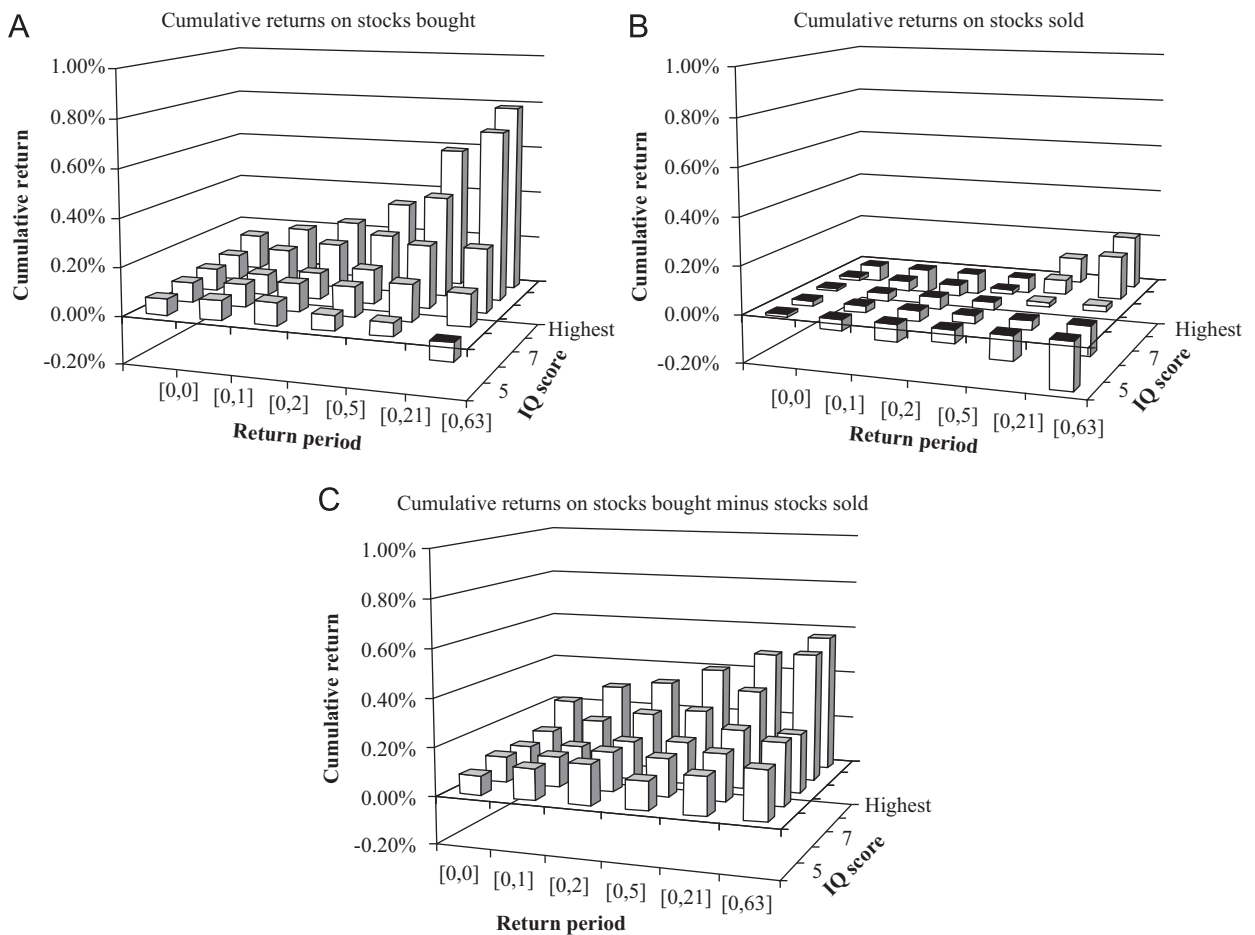 A
Cumulative returns on stocks bought
1.00%
0.80%
0.60%
0.40%
0.20%
0.00%
-0.20%
Cumulative return
[0,0]
[0,1]
[0,2]
[0,5]
[0,21]
[0,63]
Return period
5
7
Highest
IQ score
B
Cumulative returns on stocks sold
1.00%
0.80%
0.60%
0.40%
0.20%
0.00%
-0.20%
Cumulative return
[0,0]
[0,1]
[0,2]
[0,5]
[0,21]
[0,63]
Return period
5
7
Highest
IQ score
C
Cumulative returns on stocks bought minus stocks sold
1.00%
0.80%
0.60%
0.40%
0.20%
0.00%
-0.20%
Cumulative return
[0,0]
[0,1]
[0,2]
[0,5]
[0,21]
[0,63]
Return period
5
7
Highest
IQ score